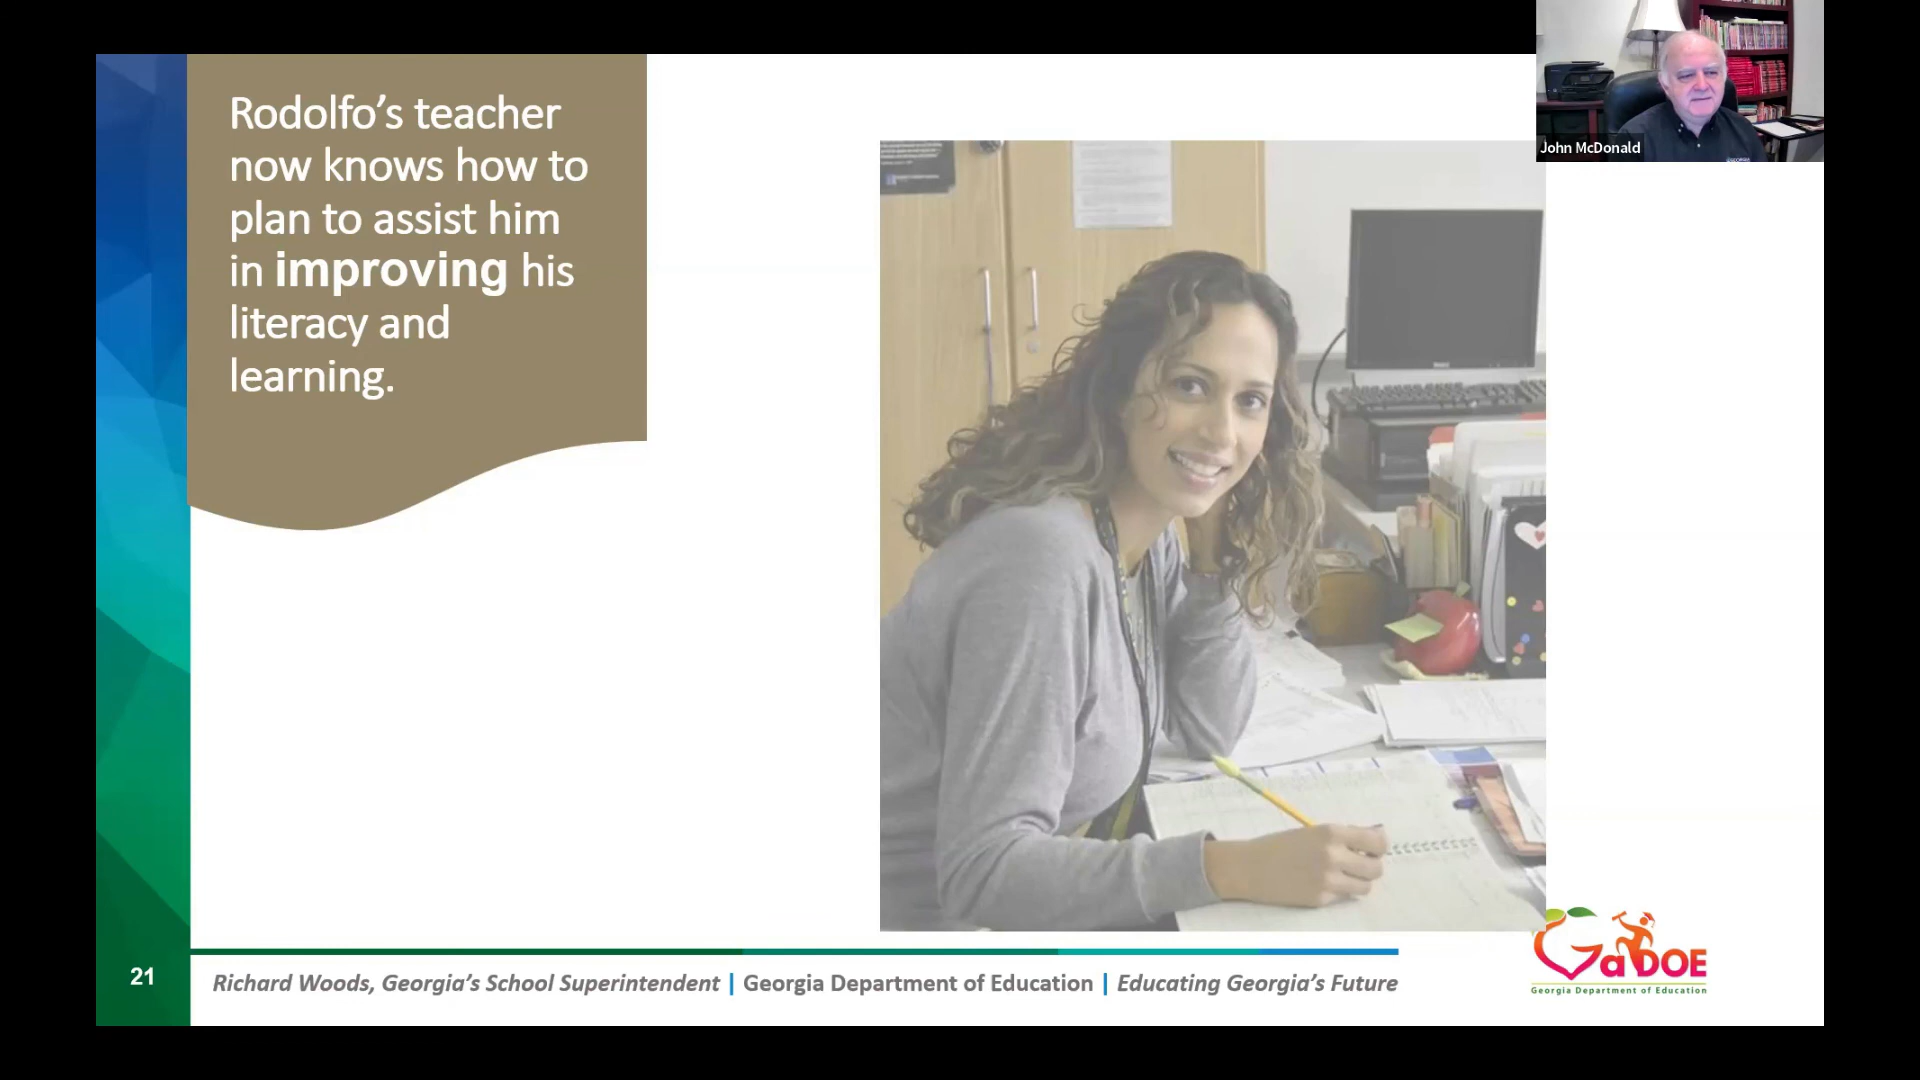 Rodolfo’s teacher
now knows how to
plan to assist him
in improving his
literacy and
learning.
John McDonald
21
Richard Woods, Georgia’s School Superintendent | Georgia Department of Education | Educating Georgia’s Future
GaDOE
Georgia Department of Education